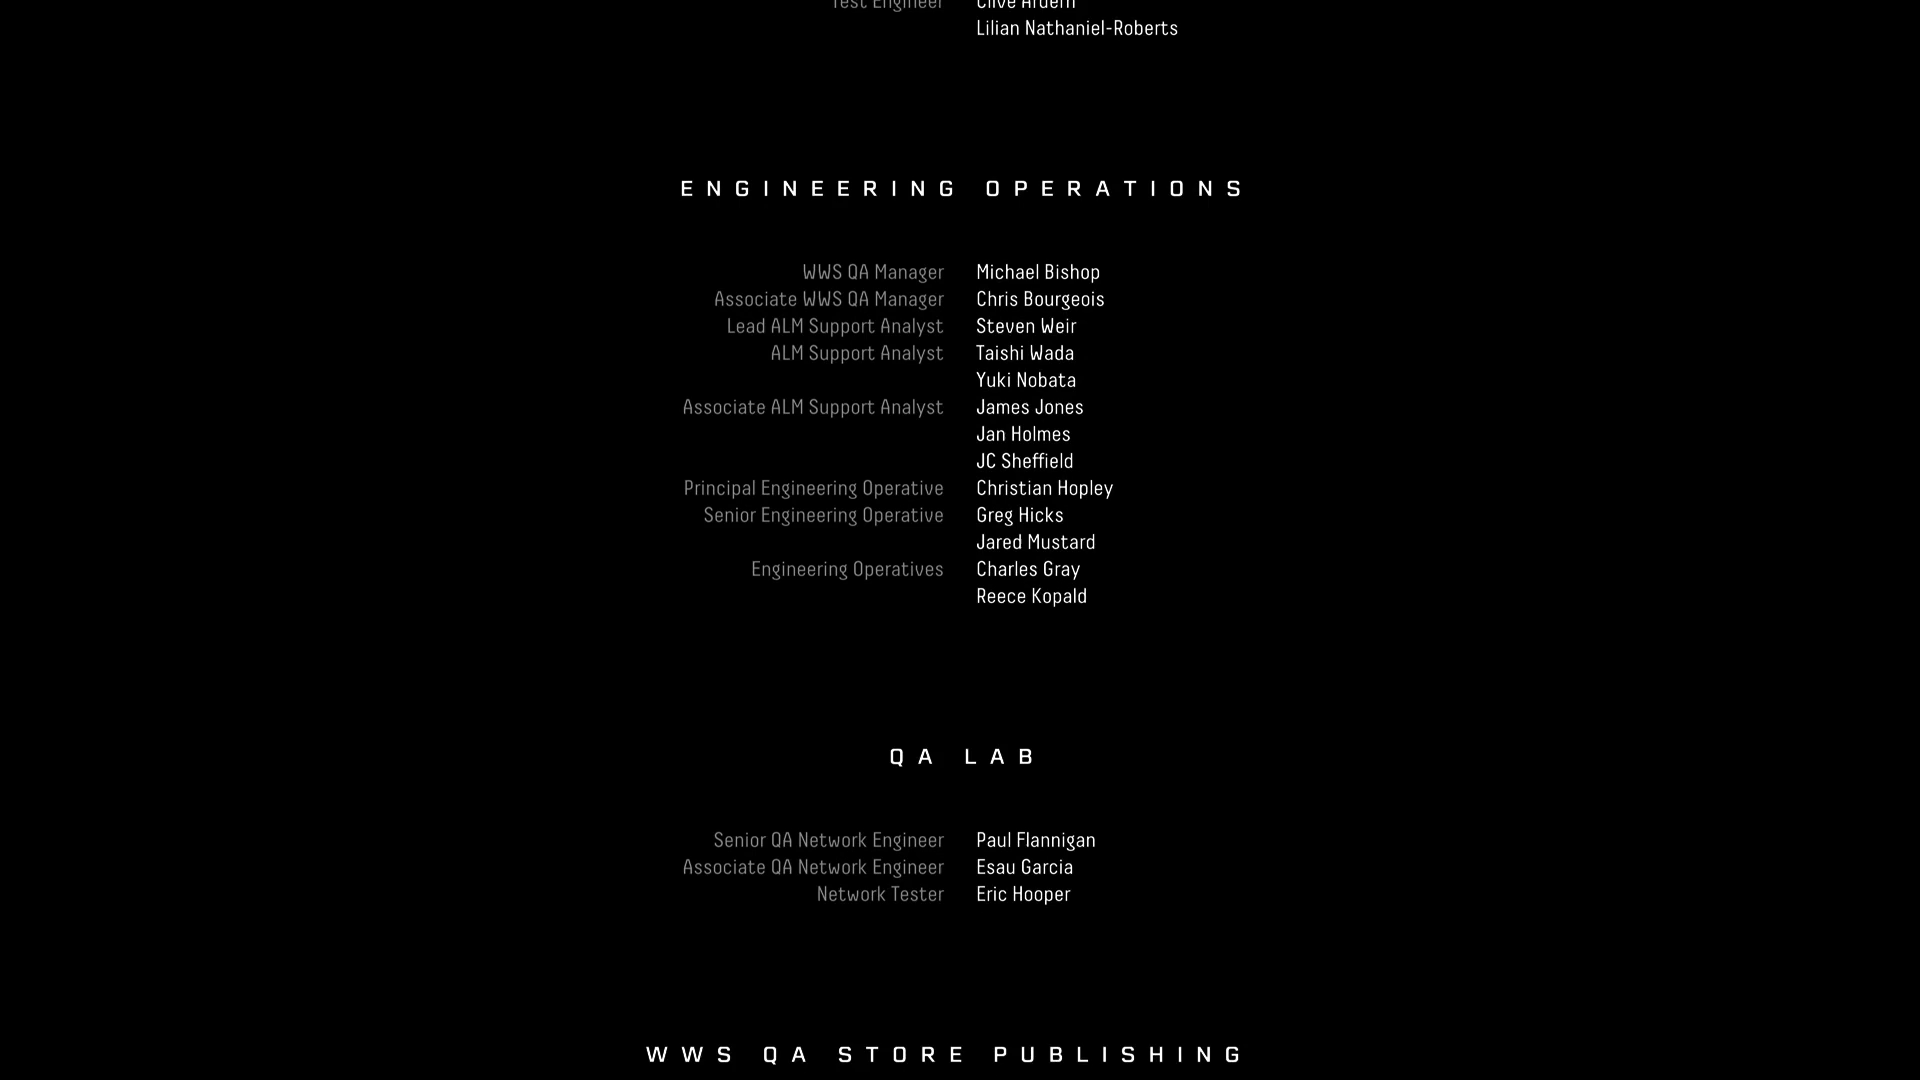 Test Engineer Clive Ardern
Lilian Nathaniel-Roberts
ENGINEERING OPERATIONS
WWS QA Manager Michael Bishop
Associate WWS QA Manager Chris Bourgeois
Lead ALM Support Analyst Steven Weir
ALM Support Analyst Taishi Wada
Yuki Nobata
Associate ALM Support Analyst James Jones
Jan Holmes
JC Sheffield
Principal Engineering Operative Christian Hopley
Senior Engineering Operative Greg Hicks
Jared Mustard
Engineering Operatives Charles Gray
Reece Kopald
QA LAB
Senior QA Network Engineer Paul Flannigan
Associate QA Network Engineer Esau Garcia
Network Tester Eric Hooper
WWS QA STORE PUBLISHING